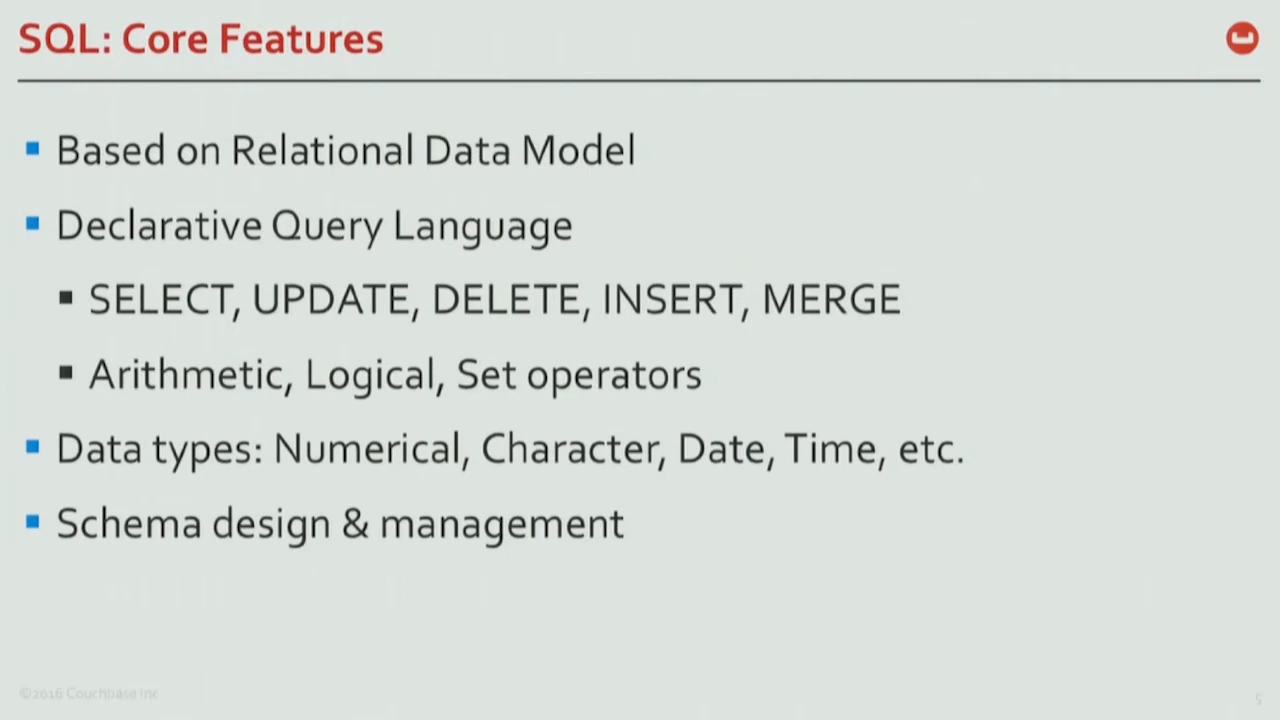 SQL: Core Features
Based on Relational Data Model
Declarative Query Language
SELECT, UPDATE, DELETE, INSERT, MERGE
Arithmetic, Logical, Set operators
Data types: Numerical, Character, Date, Time, etc.
Schema design & management
©2016 Couchbase Inc
5